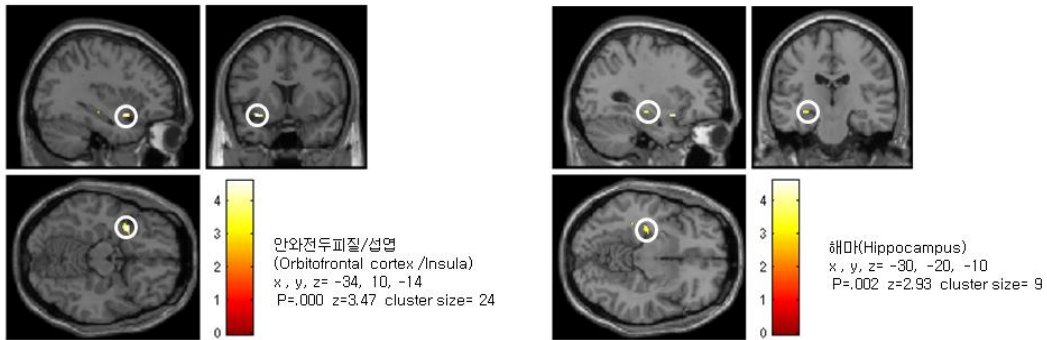 4
3
2
1
0
안와전두피질/섬엽
(Orbitofrontal cortex /Insula)
x , y, z= -34, 10, -14
P=.000 z=3.47 cluster size= 24
4
3
2
1
0
해마(Hippocampus)
x , y, z= -30, -20, -10
P=.002 z=2.93 cluster size= 9